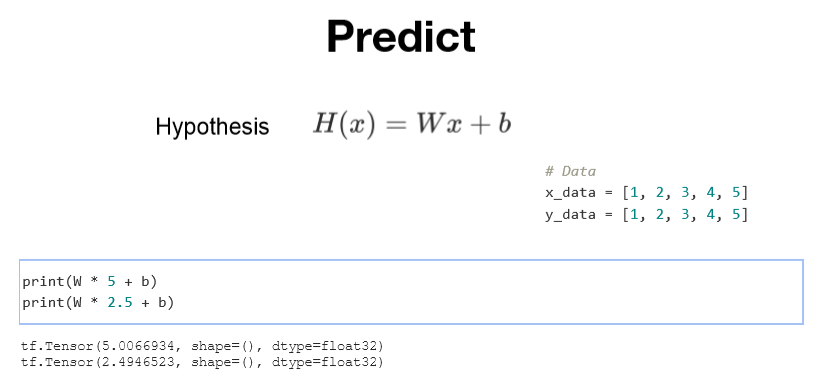 Predict
Hypothesis H(x) = Wx + b
# Data
x_data = [1, 2, 3, 4, 5]
y_data = [1, 2, 3, 4, 5]
print(W * 5 + b)
print(W * 2.5 + b)
tf.Tensor(5.0066934, shape=(), dtype=float32)
tf.Tensor(2.4946523, shape=(), dtype=float32)